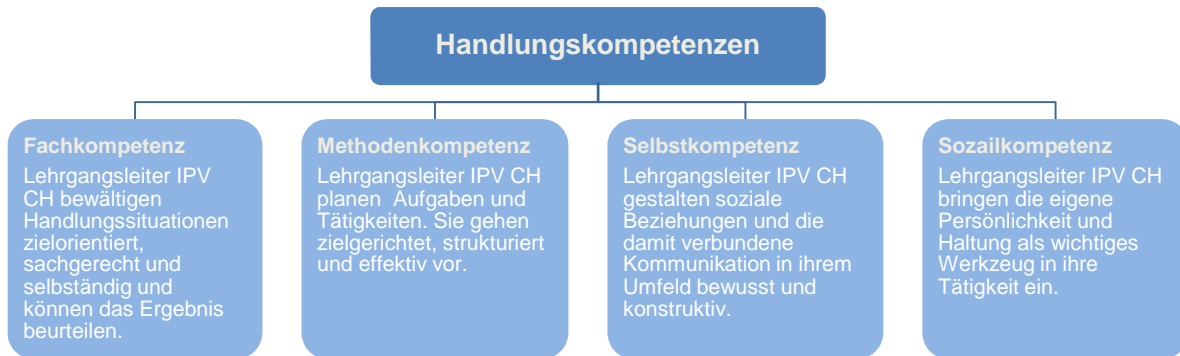 Handlungskompetenzen
Fachkompetenz
Lehrgangsleiter IPV
CH bewältigen
Handlungssituationen
zielorientiert,
sachgerecht und
selbständig und
können das Ergebnis
beurteilen.
Methodenkompetenz
Lehrgangsleiter IPV CH
planen  Aufgaben und
Tätigkeiten. Sie gehen
zielgerichtet, strukturiert
und effektiv vor.
Selbstkompetenz
Lehrgangsleiter IPV CH
gestalten soziale
Beziehungen und die
damit verbundene
Kommunikation in ihrem
Umfeld bewusst und
konstruktiv.
Sozailkompetenz
Lehrgangsleiter IPV CH
bringen die eigene
Persönlichkeit und
Haltung als wichtiges
Werkzeug in ihre
Tätigkeit ein.